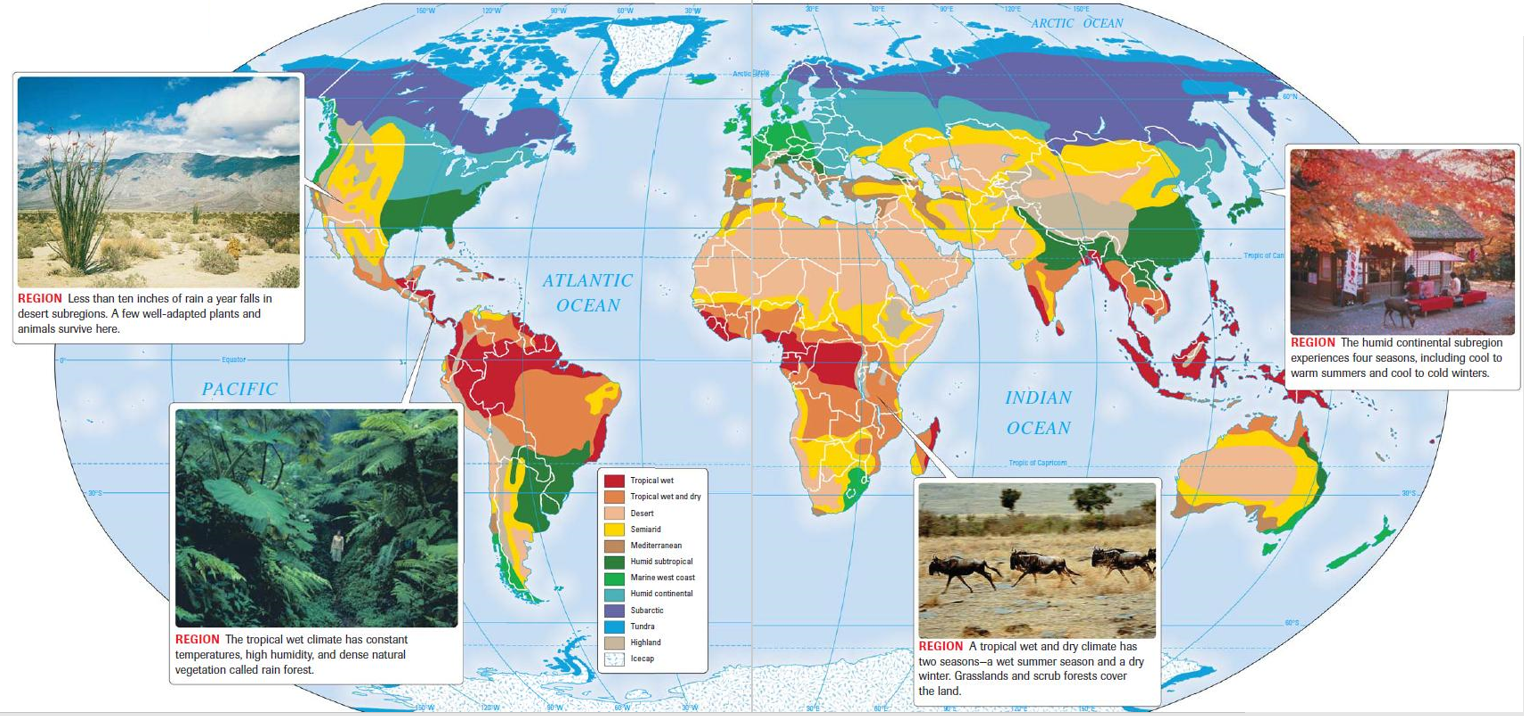 150°W 120°W 90°W 60°W 30°W 30°E 60°E 90°E 120°E 150°E
ARCTIC OCEAN
Arctic Circle
60°N
REGION Less than ten inches of rain a year falls in
desert subregions. A few well-adapted plants and
animals survive here.
Tropic of Can
ATLANTIC
OCEAN
REGION The humid continental subregion
experiences four seasons, including cool to
warm summers and cool to cold winters.
0°
Equator
PACIFIC
INDIAN
OCEAN
Tropic of Capricorn
30°S
30°S
REGION The tropical wet climate has constant
temperatures, high humidity, and dense natural
vegetation called rain forest.
Tropical wet
Tropical wet and dry
Desert
Semiarid
Mediterranean
Humid subtropical
Marine west coast
Humid continental
Subarctic
Tundra
Highland
Icecap
60°S
REGION A tropical wet and dry climate has
two seasons—a wet summer season and a dry
winter. Grasslands and scrub forests cover
the land.
150°W 120°W 90°W 60°W 30°W 30°E 60°E 90°E 120°E 150°E